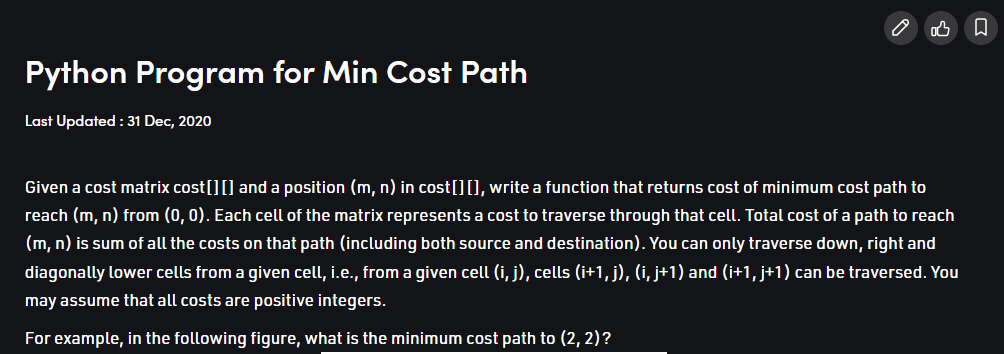 Python Program for Min Cost Path
Last Updated : 31 Dec, 2020
Given a cost matrix cost[][] and a position (m, n) in cost[][], write a function that returns cost of minimum cost path to
reach (m, n) from (0, 0). Each cell of the matrix represents a cost to traverse through that cell. Total cost of a path to reach
(m, n) is sum of all the costs on that path (including both source and destination). You can only traverse down, right and
diagonally lower cells from a given cell, i.e., from a given cell (i, j), cells (i+1, j), (i, j+1) and (i+1, j+1) can be traversed. You
may assume that all costs are positive integers.
For example, in the following figure, what is the minimum cost path to (2, 2)?